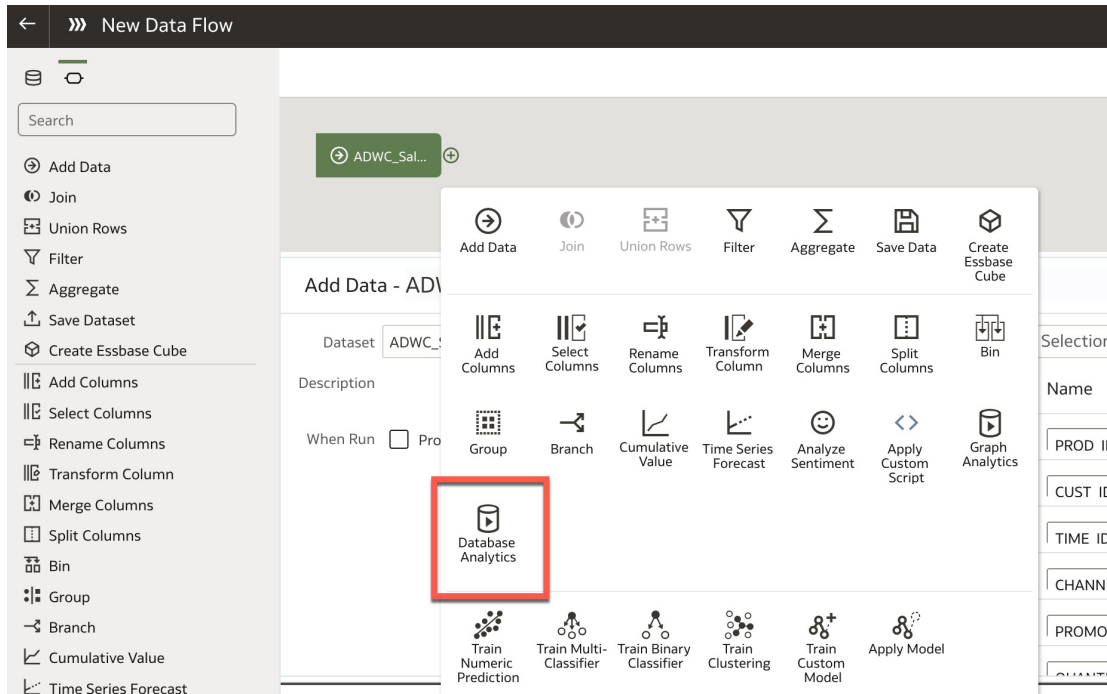 New Data Flow
Search
Add Data
Join
Union Rows
Filter
Aggregate
Save Dataset
Create Essbase Cube
Add Columns
Select Columns
Rename Columns
Transform Column
Merge Columns
Split Columns
Bin
Group
Branch
Cumulative Value
Time Series Forecast
ADWC_Sal...
Add Data - ADW
Dataset ADWC_S
Description
When Run Pro
Add Data
Join
Union Rows
Filter
Aggregate
Save Data
Create
Essbase
Cube
Add
Columns
Select
Columns
Rename
Columns
Transform
Column
Merge
Columns
Split
Columns
Bin
Group
Branch
Cumulative
Value
Time Series
Forecast
Analyze
Sentiment
Apply
Custom
Script
Graph
Analytics
Database
Analytics
Train
Numeric
Prediction
Train Multi-
Classifier
Train Binary
Classifier
Train
Clustering
Train
Custom
Model
Apply Model
Selection
Name
PROD
CUST ID
TIME ID
CHANN
PROMO